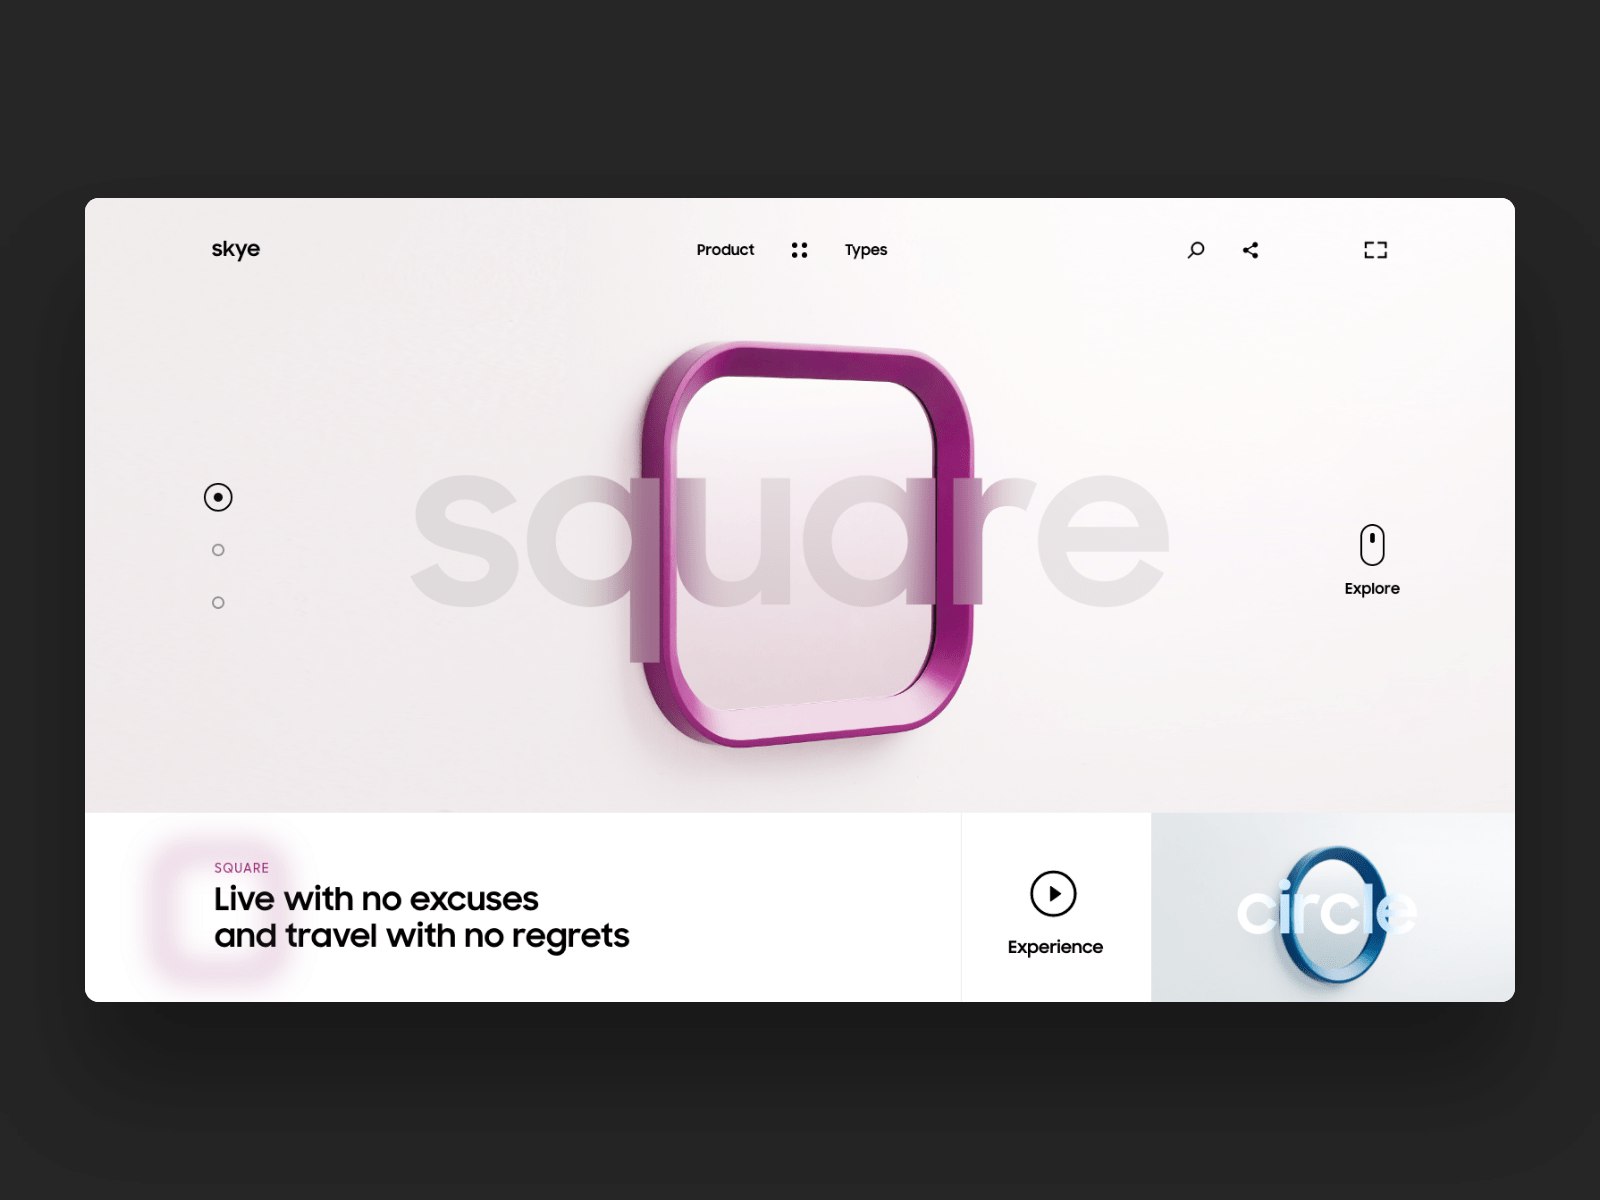 skye
Product
Types
square
Explore
SQUARE
Live with no excuses
and travel with no regrets
Experience
circle